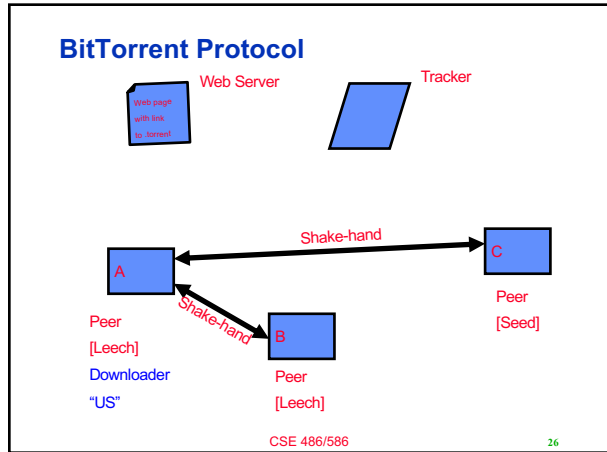 BitTorrent Protocol
Web Server
Tracker
Web page
with link
to .torrent
Shake-hand
C
A
Shake-hand
B
Peer
[Seed]
Peer
[Leech]
Downloader
“US”
Peer
[Leech]
CSE 486/586
26